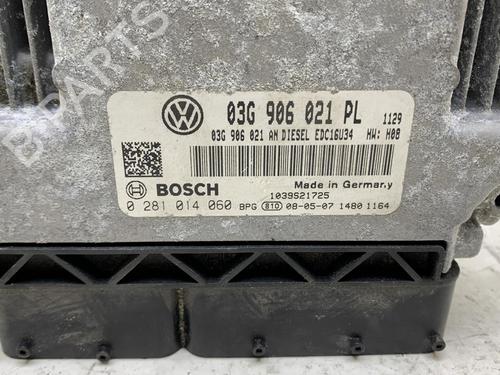 B-PARTS
03G 906 021 PL 1129
03G 906 021 AN DIESEL EDC16U34 HW: H08
BOSCH Made in Germany
1039S21725
0 281 014 060 BPG 810 08-05-07 1480 1164